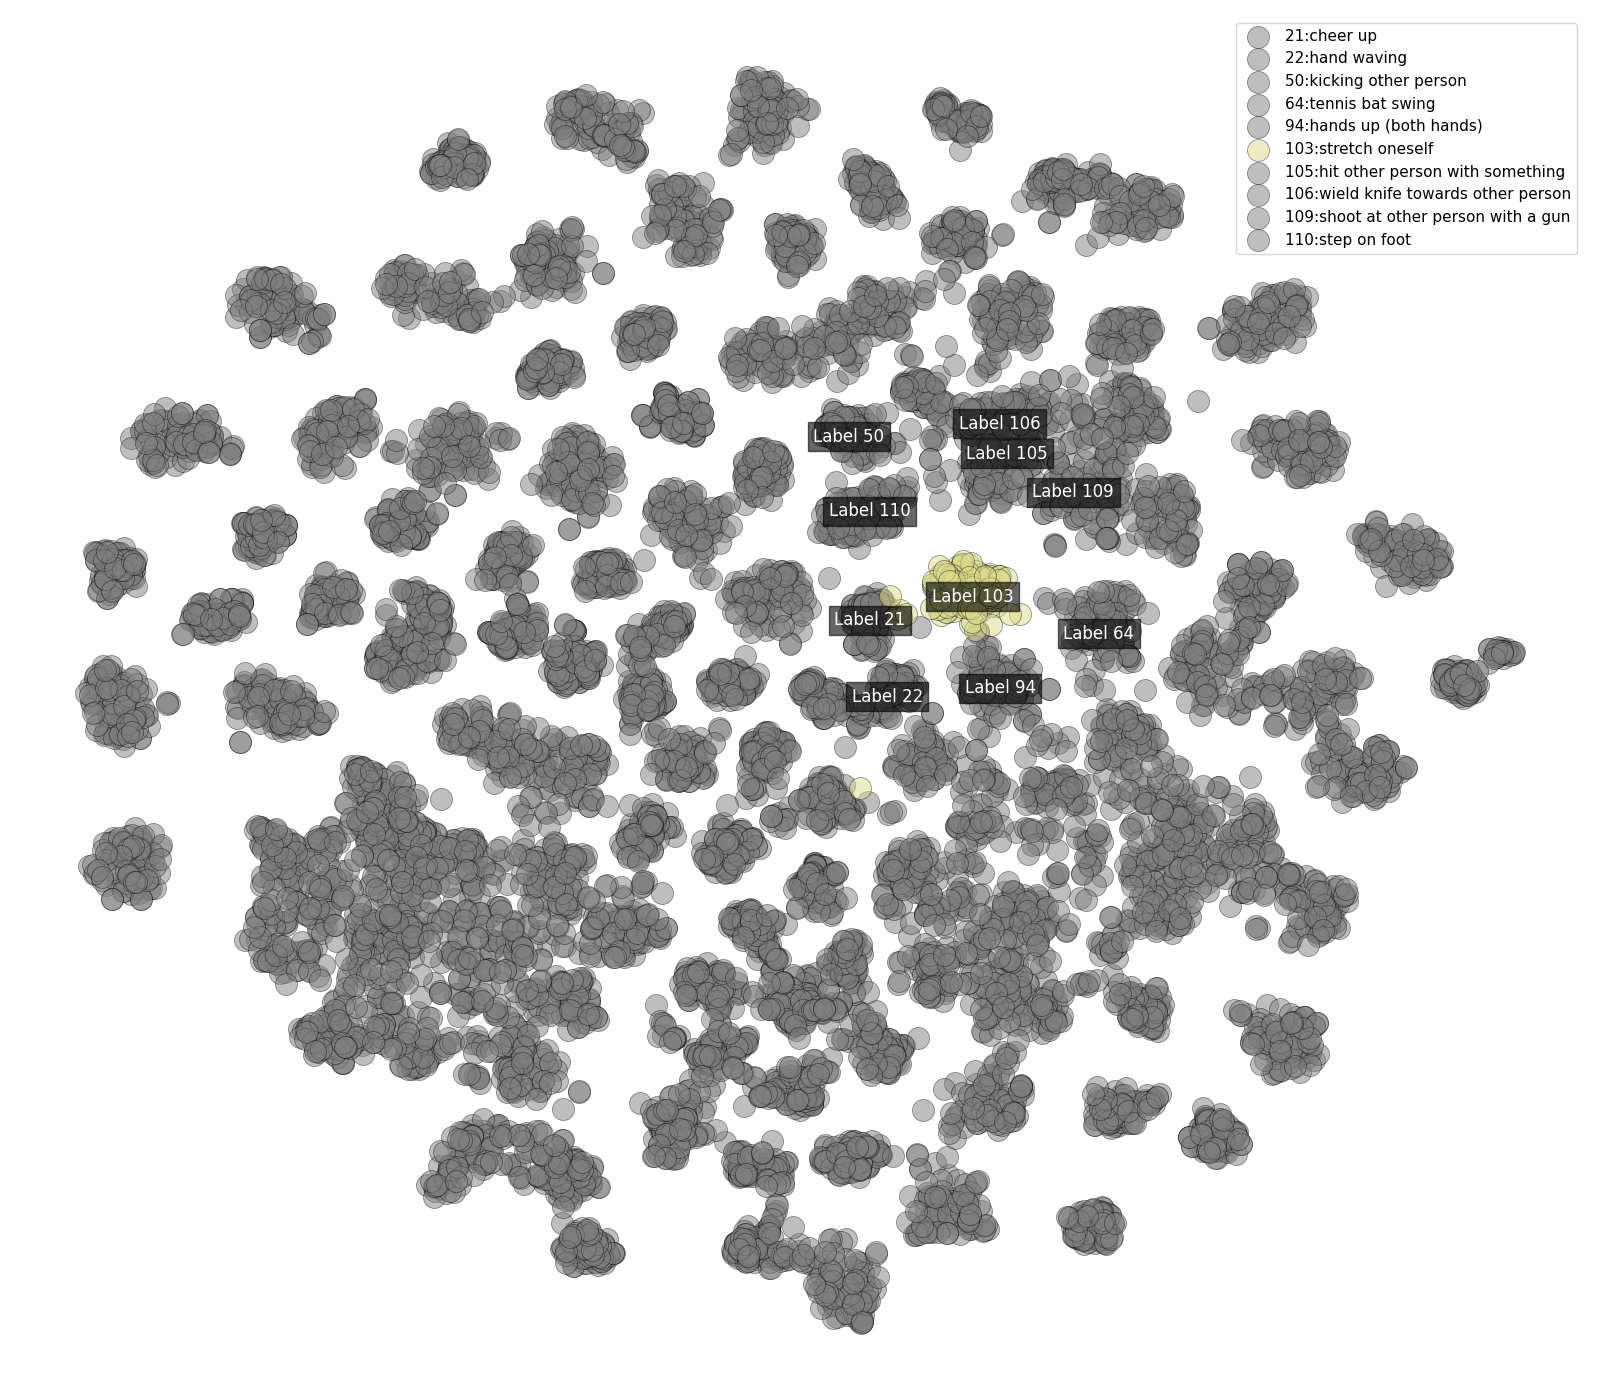 21:cheer up
22:hand waving
50:kicking other person
64:tennis bat swing
94:hands up (both hands)
103:stretch oneself
105:hit other person with something
106:wield knife towards other person
109:shoot at other person with a gun
110:step on foot
Label 106
Label 50
Label 105
Label 109
Label 110
Label 103
Label 21
Label 64
Label 94
Label 22